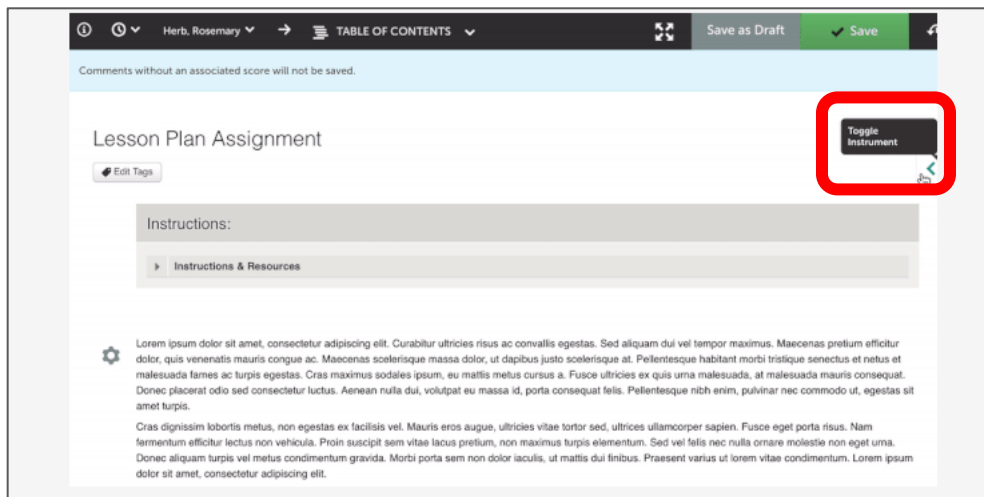 Herb, Rosemary
TABLE OF CONTENTS
Save as Draft
Save
Comments without an associated score will not be saved.
Toggle
Instrument
Lesson Plan Assignment
Edit Tags
Instructions:
Instructions & Resources
Lorem ipsum dolor sit amet, consectetur adipiscing elit. Curabitur ultricies risus ac convallis egestas. Sed aliquam dui vel tempor maximus. Maecenas pretium efficitur
dolor, quis venenatis mauris congue ac. Maecenas scelerisque massa dolor, ut dapibus justo scelerisque at. Pellentesque habitant morbi tristique senectus et netus et
malesuada fames ac turpis egestas. Cras maximus sodales ipsum, eu mattis metus cursus a. Fusce ultricies ex quis urna malesuada, at malesuada mauris consequat.
Donec placerat odio sed consectetur luctus. Aenean nulla dui, volutpat eu massa id, porta consequat felis. Pellentesque nibh enim, pulvinar nec commodo ut, egestas sit
amet turpis.
Cras dignissim lobortis metus, non egestas ex facilisis vel. Mauris eros augue, ultricies vitae tortor sed, ultrices ullamcorper sapien. Fusce eget porta risus. Nam
fermentum efficitur lectus non vehicula. Proin suscipit sem vitae lacus pretium, non maximus turpis elementum. Sed vel felis nec nulla ornare molestie non eget urna.
Donec aliquam turpis vel metus condimentum gravida. Morbi porta sem non dolor iaculis, ut mattis dui finibus. Praesent varius ut lorem vitae condimentum. Lorem ipsum
dolor sit amet, consectetur adipiscing elit.